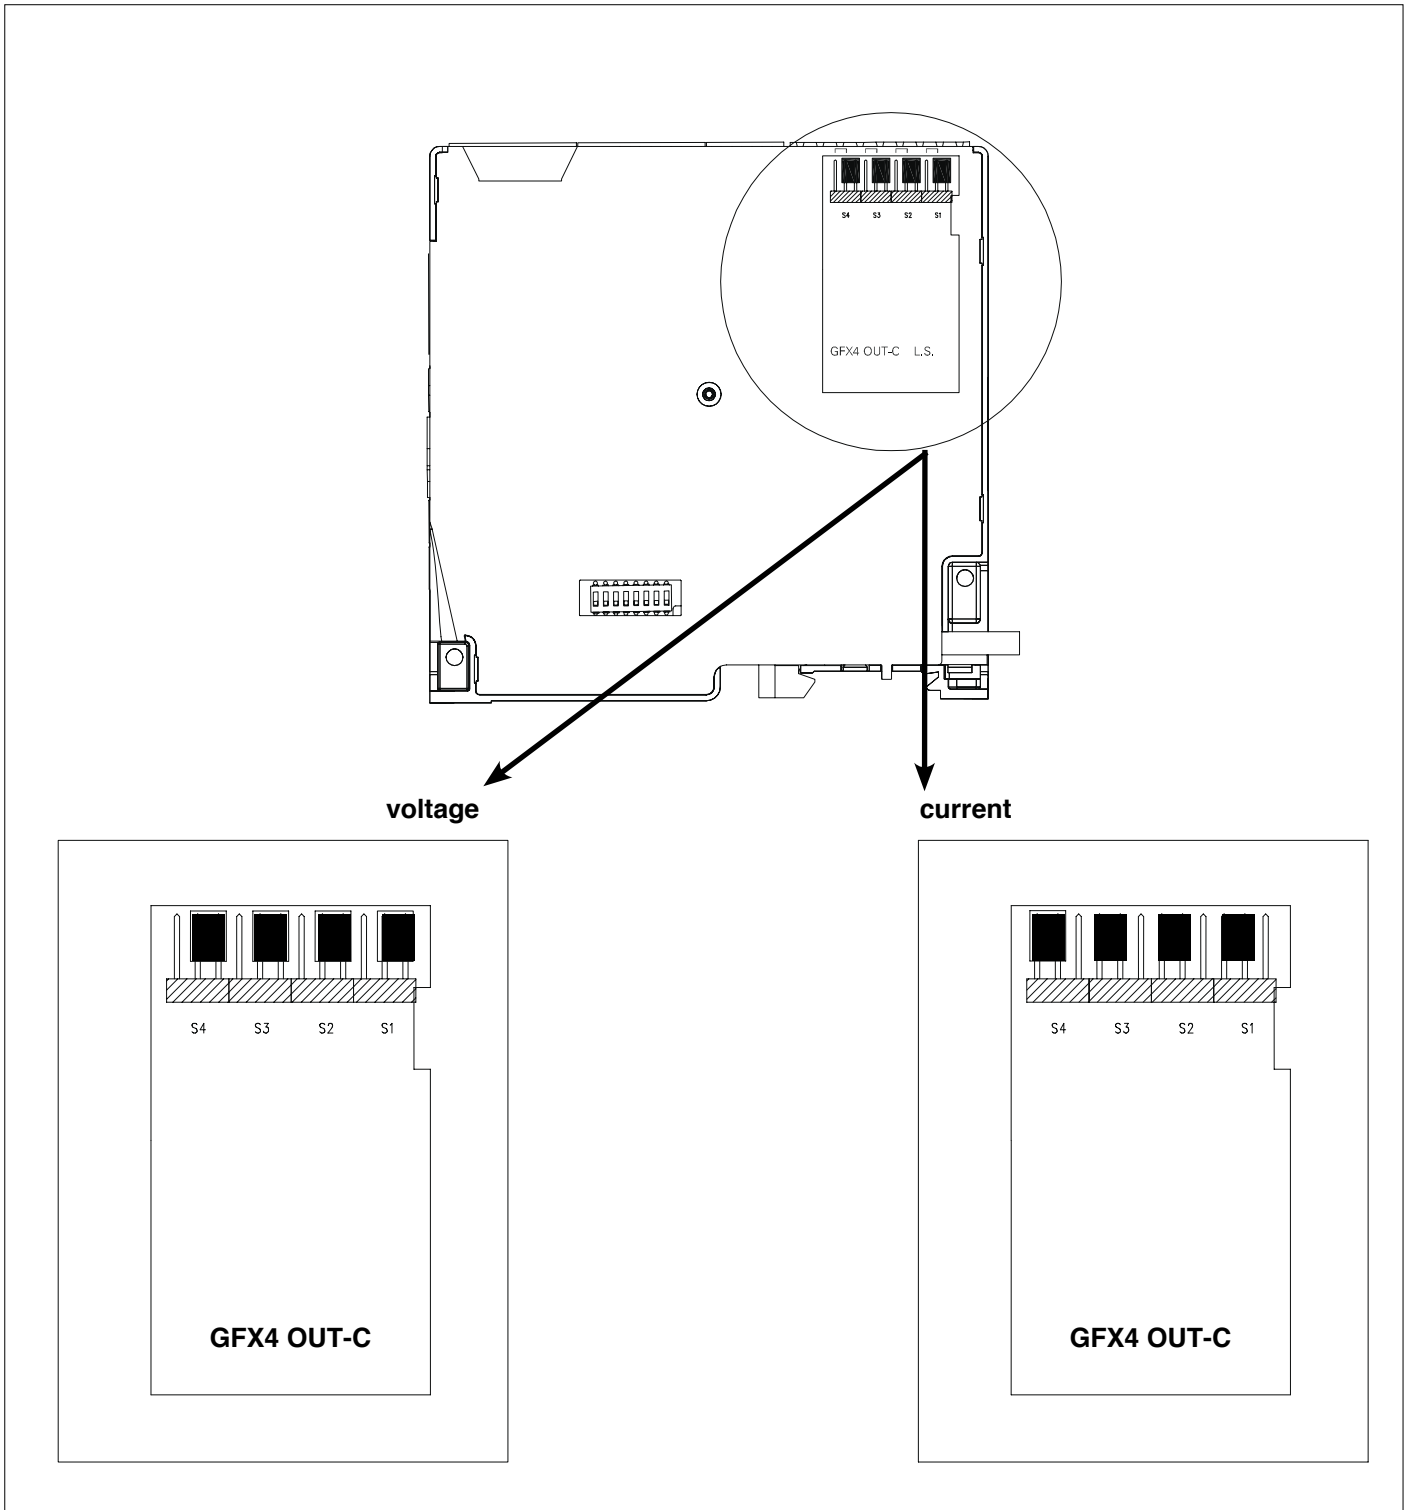 S4 S3 S2 S1
GFX4 OUT-C L.S.
voltage
current
S4 S3 S2 S1
GFX4 OUT-C
S4 S3 S2 S1
GFX4 OUT-C